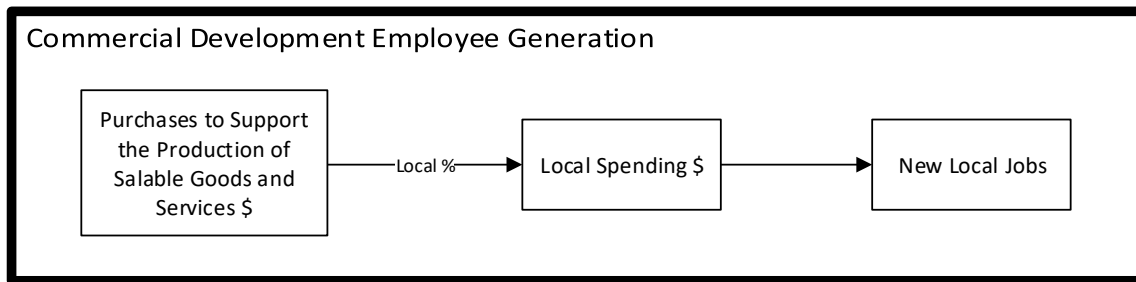 Commercial Development Employee Generation
Purchases to Support
the Production of
Salable Goods and
Services $
Local %
Local Spending $
New Local Jobs